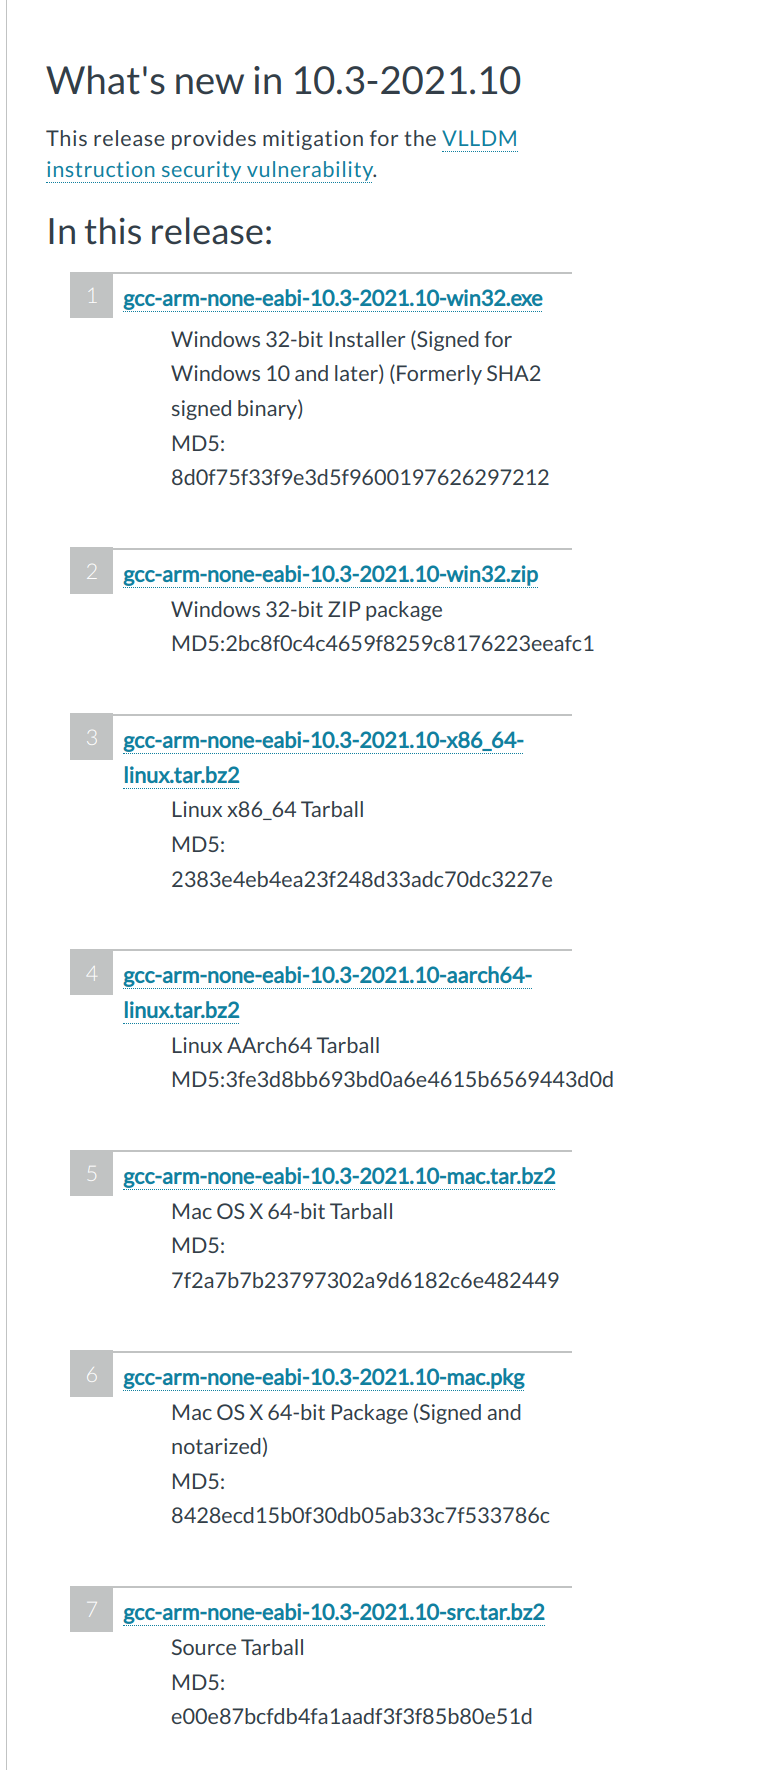 What's new in 10.3-2021.10
This release provides mitigation for the VLLDM
instruction security vulnerability.
In this release:
1
gcc-arm-none-eabi-10.3-2021.10-win32.exe
Windows 32-bit Installer (Signed for
Windows 10 and later) (Formerly SHA2
signed binary)
MD5:
8d0f75f33f9e3d5f9600197626297212
2
gcc-arm-none-eabi-10.3-2021.10-win32.zip
Windows 32-bit ZIP package
MD5:2bc8f0c4c4659f8259c8176223eeafc1
3
gcc-arm-none-eabi-10.3-2021.10-x86_64-
linux.tar.bz2
Linux x86_64 Tarball
MD5:
2383e4eb4ea23f248d33adc70dc3227e
4
gcc-arm-none-eabi-10.3-2021.10-aarch64-
linux.tar.bz2
Linux AArch64 Tarball
MD5:3fe3d8bb693bd0a6e4615b6569443d0d
5
gcc-arm-none-eabi-10.3-2021.10-mac.tar.bz2
Mac OS X 64-bit Tarball
MD5:
7f2a7b7b23797302a9d6182c6e482449
6
gcc-arm-none-eabi-10.3-2021.10-mac.pkg
Mac OS X 64-bit Package (Signed and
notarized)
MD5:
8428ecd15b0f30db05ab33c7f533786c
7
gcc-arm-none-eabi-10.3-2021.10-src.tar.bz2
Source Tarball
MD5:
e00e87bcfdb4fa1aadf3f3f85b80e51d